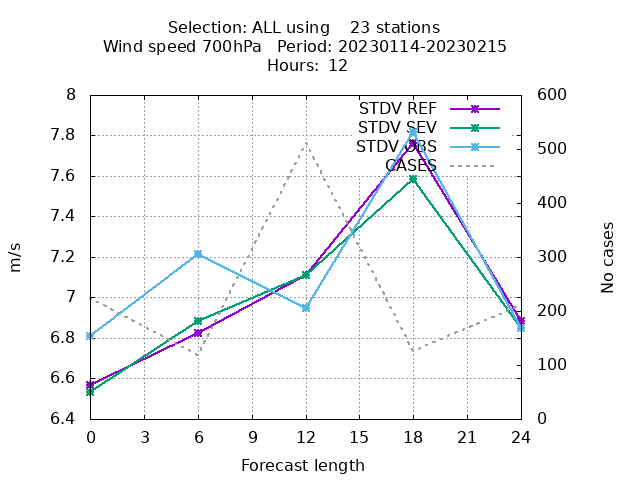 Selection: ALL using    23 stations
Wind speed 700hPa   Period: 20230114-20230215
Hours:  12
STDV REF
STDV SEV
STDV OBS
CASES
8
7.8
7.6
7.4
7.2
7
6.8
6.6
6.4
m/s
600
500
400
300
200
100
0
No cases
0 3 6 9 12 15 18 21 24
Forecast length